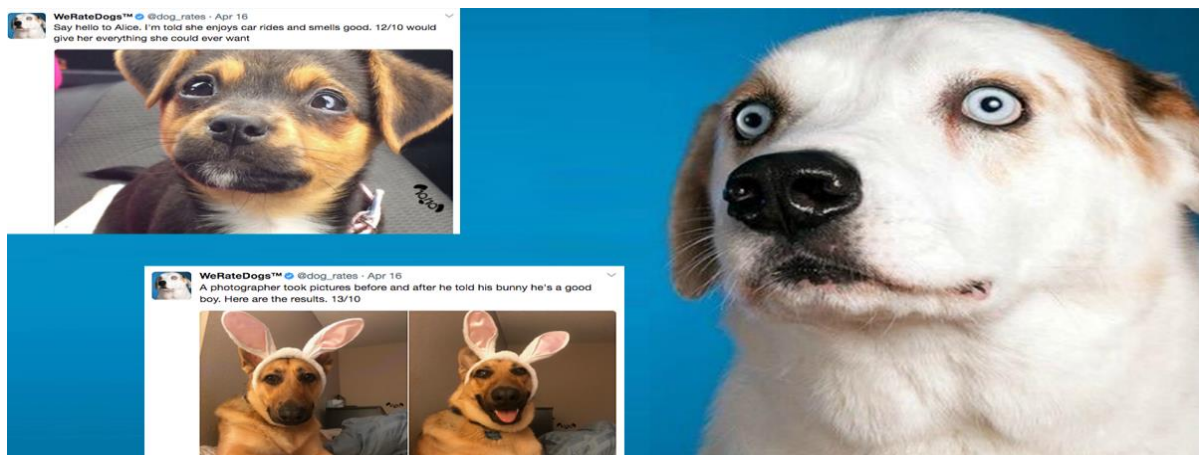 WeRateDogs™ @dog_rates · Apr 16
Say hello to Alice. I'm told she enjoys car rides and smells good. 12/10 would
give her everything she could ever want
WeRateDogs™ @dog_rates · Apr 16
A photographer took pictures before and after he told his bunny he's a good
boy. Here are the results. 13/10